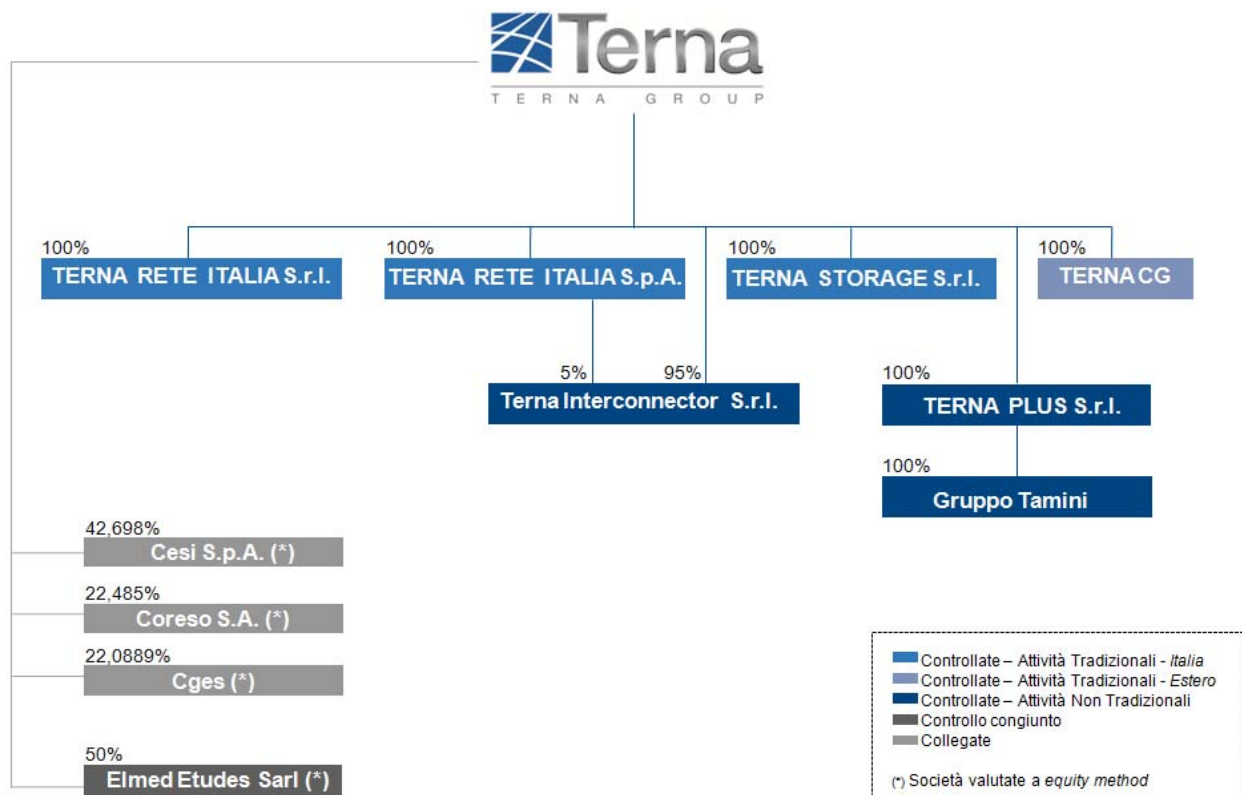 Terna
TERNA GROUP
100%
TERNA RETE ITALIA S.r.l.
100%
TERNA RETE ITALIA S.p.A.
100%
TERNA STORAGE S.r.l.
100%
TERNA CG
5%
95%
Terna Interconnector S.r.l.
100%
TERNA PLUS S.r.l.
100%
Gruppo Tamini
42,698%
Cesi S.p.A. (*)
22,485%
Coreso S.A. (*)
22,0889%
Cges (*)
50%
Elmed Etudes Sarl (*)
Controllate – Attività Tradizionali - Italia
Controllate – Attività Tradizionali - Estero
Controllate – Attività Non Tradizionali
Controllo congiunto
Collegate
(*) Società valutate a equity method